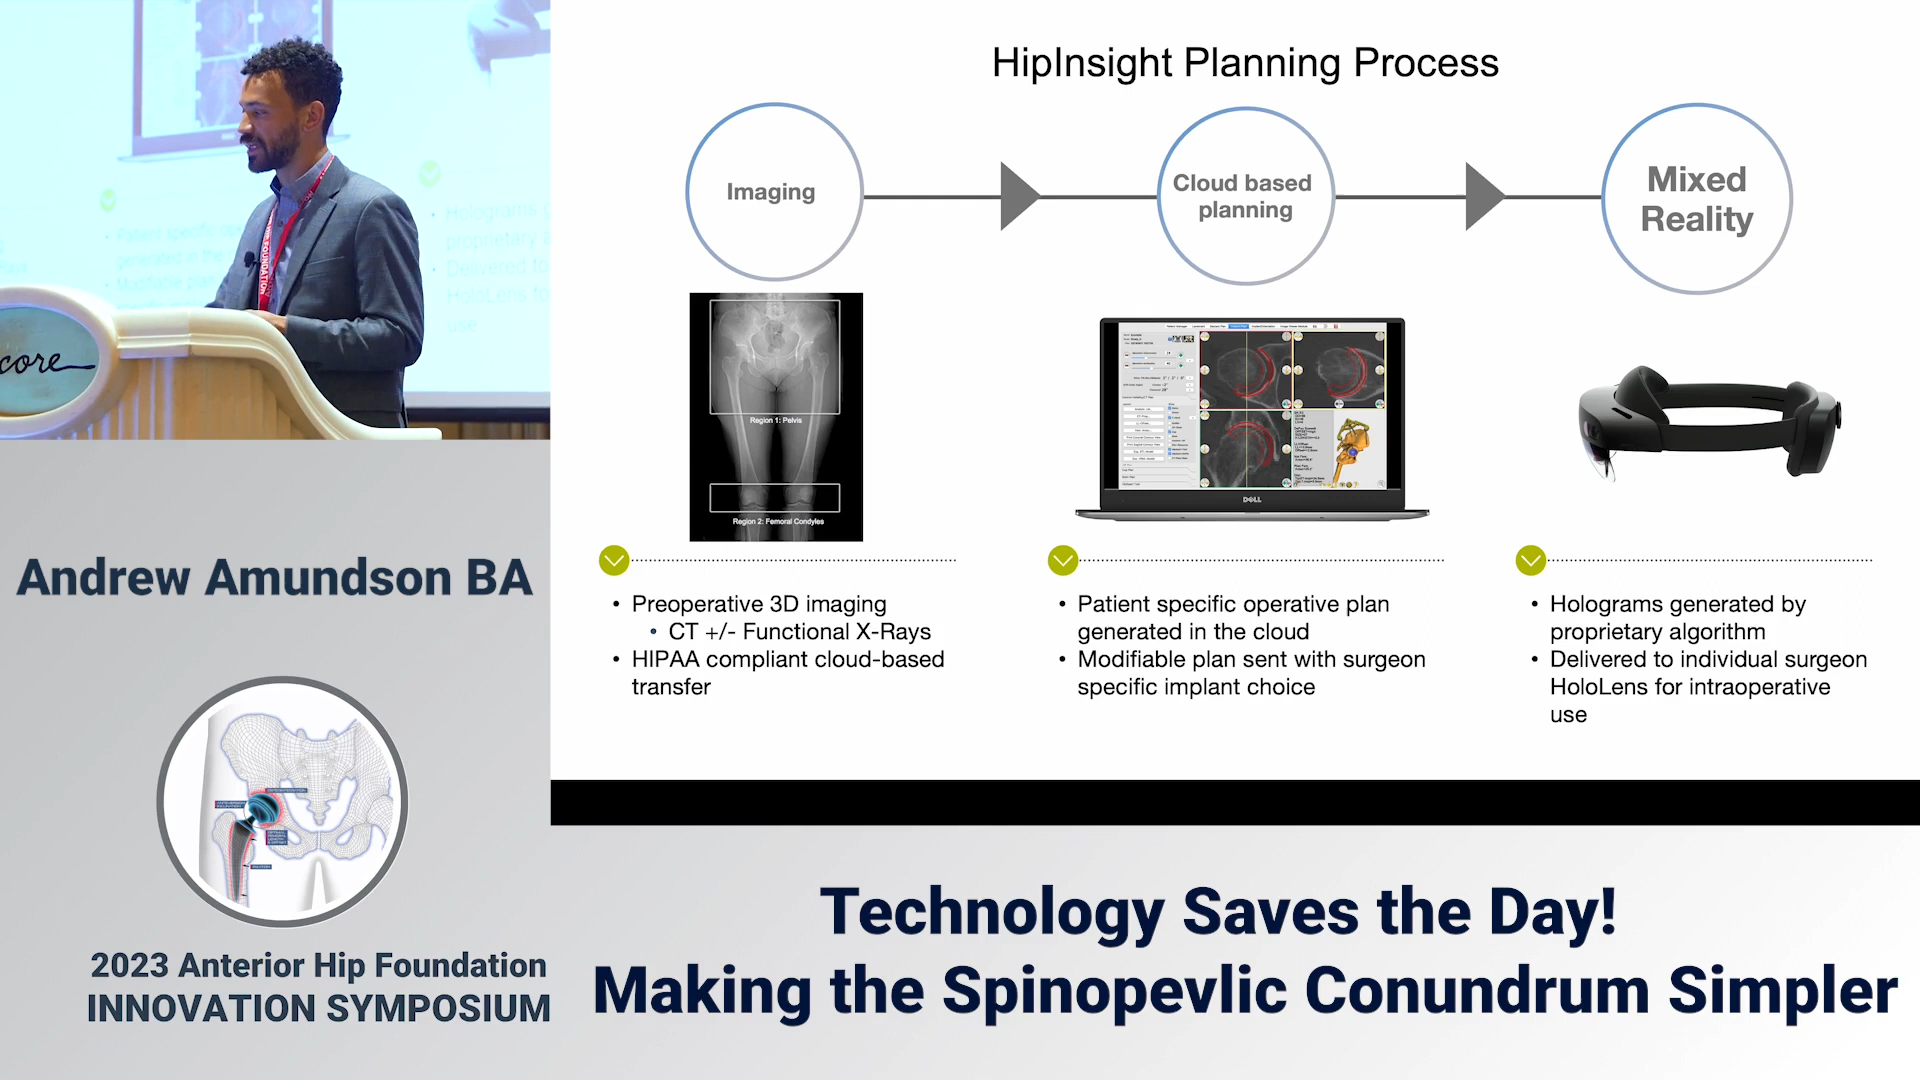 HipInsight Planning Process
Imaging
Cloud based
planning
Mixed
Reality
Region 1: Pelvis
Region 2: Femoral Condyles
DELL
• Preoperative 3D imaging
• CT +/- Functional X-Rays
• HIPAA compliant cloud-based
transfer
• Patient specific operative plan
generated in the cloud
• Modifiable plan sent with surgeon
specific implant choice
• Holograms generated by
proprietary algorithm
• Delivered to individual surgeon
HoloLens for intraoperative
use
core
Andrew Amundson BA
2023 Anterior Hip Foundation
INNOVATION SYMPOSIUM
Technology Saves the Day!
Making the Spinopevlic Conundrum Simpler